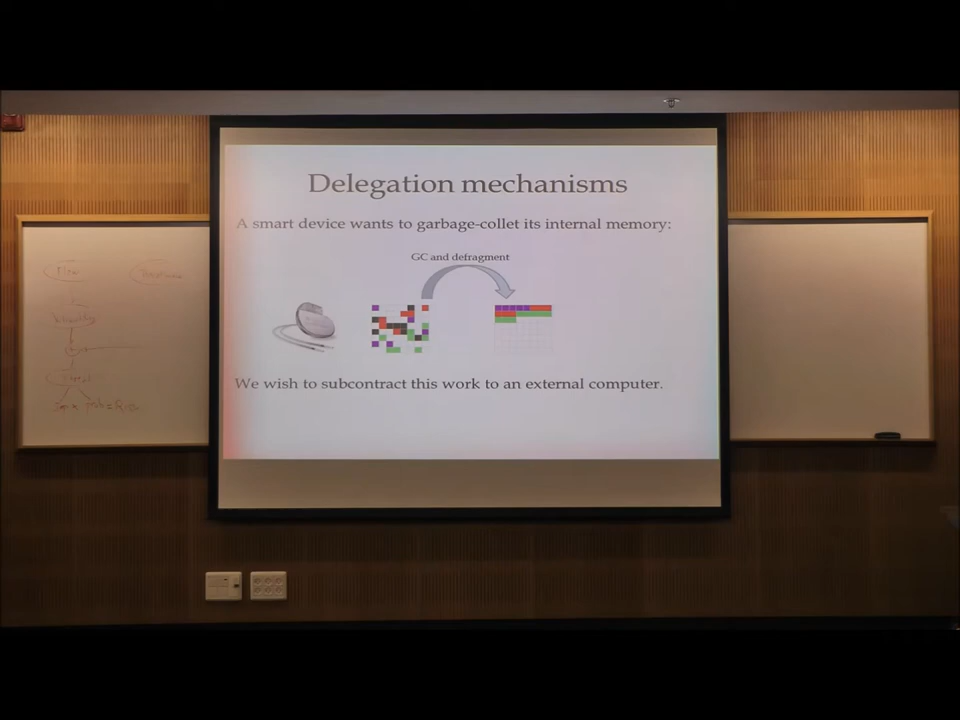 Delegation mechanisms
A smart device wants to garbage-collet its internal memory:
GC and defragment
We wish to subcontract this work to an external computer.